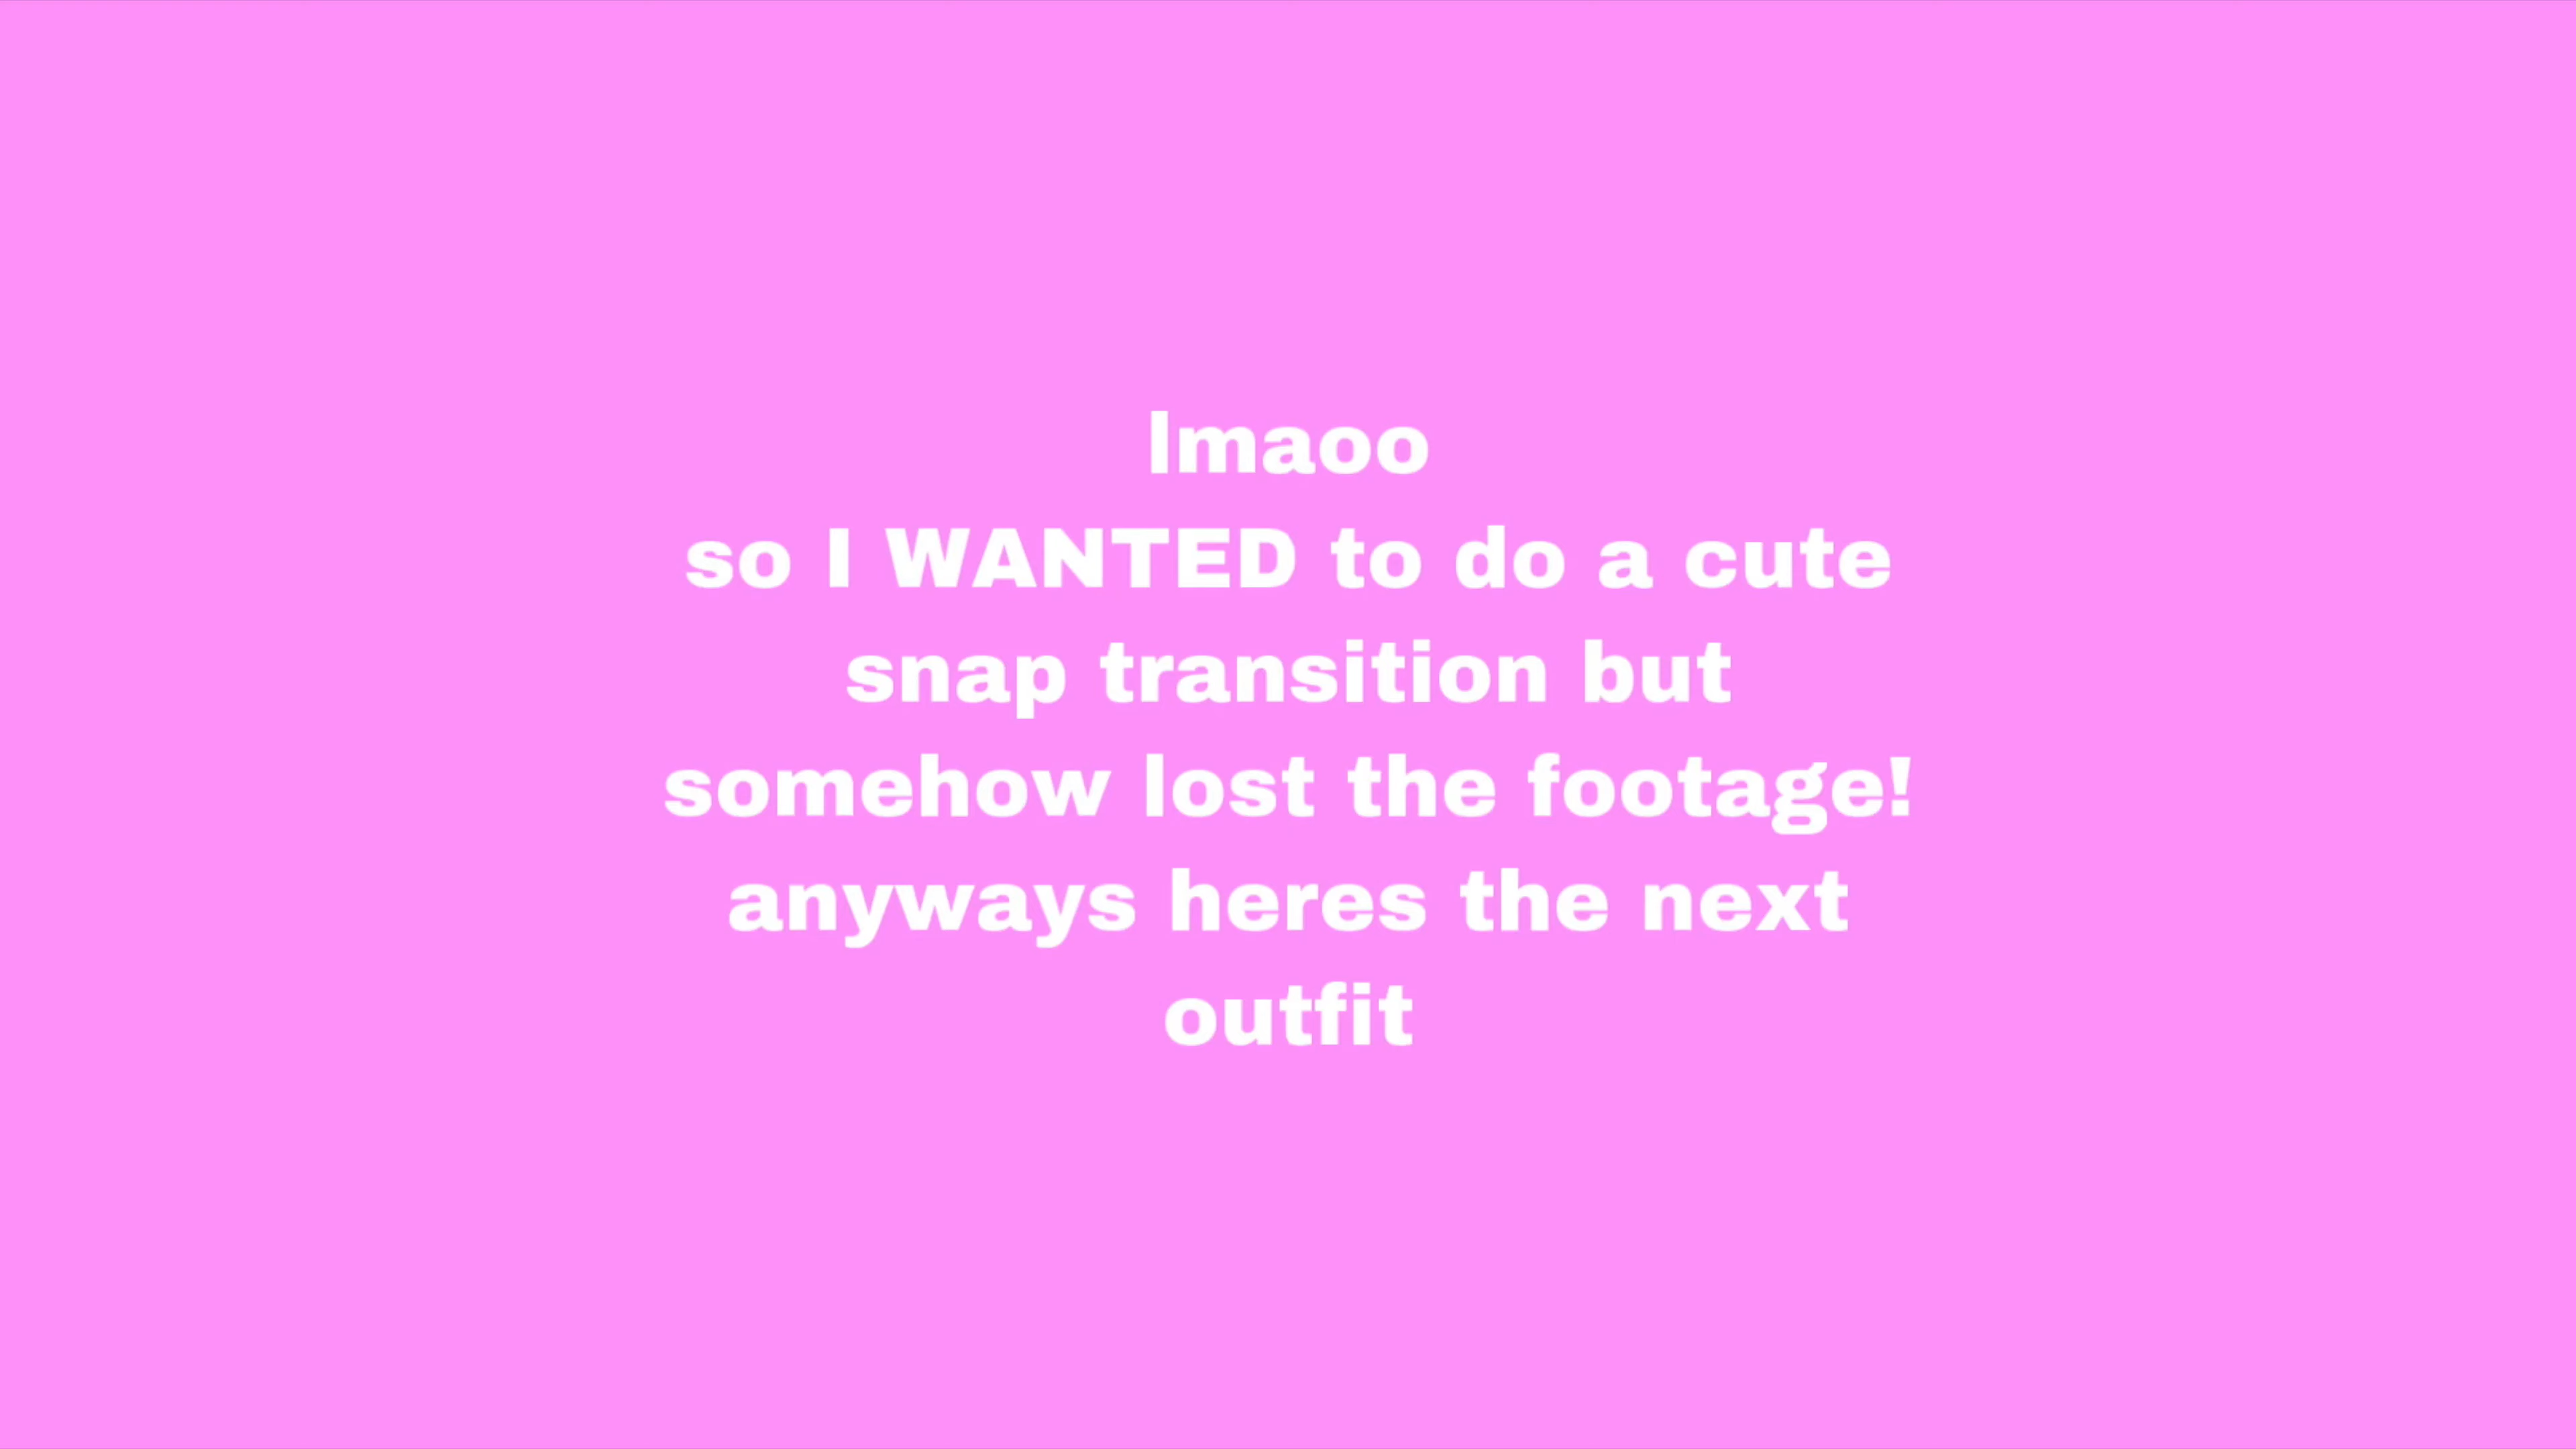 lmaoo
so I WANTED to do a cute
snap transition but
somehow lost the footage!
anyways heres the next
outfit